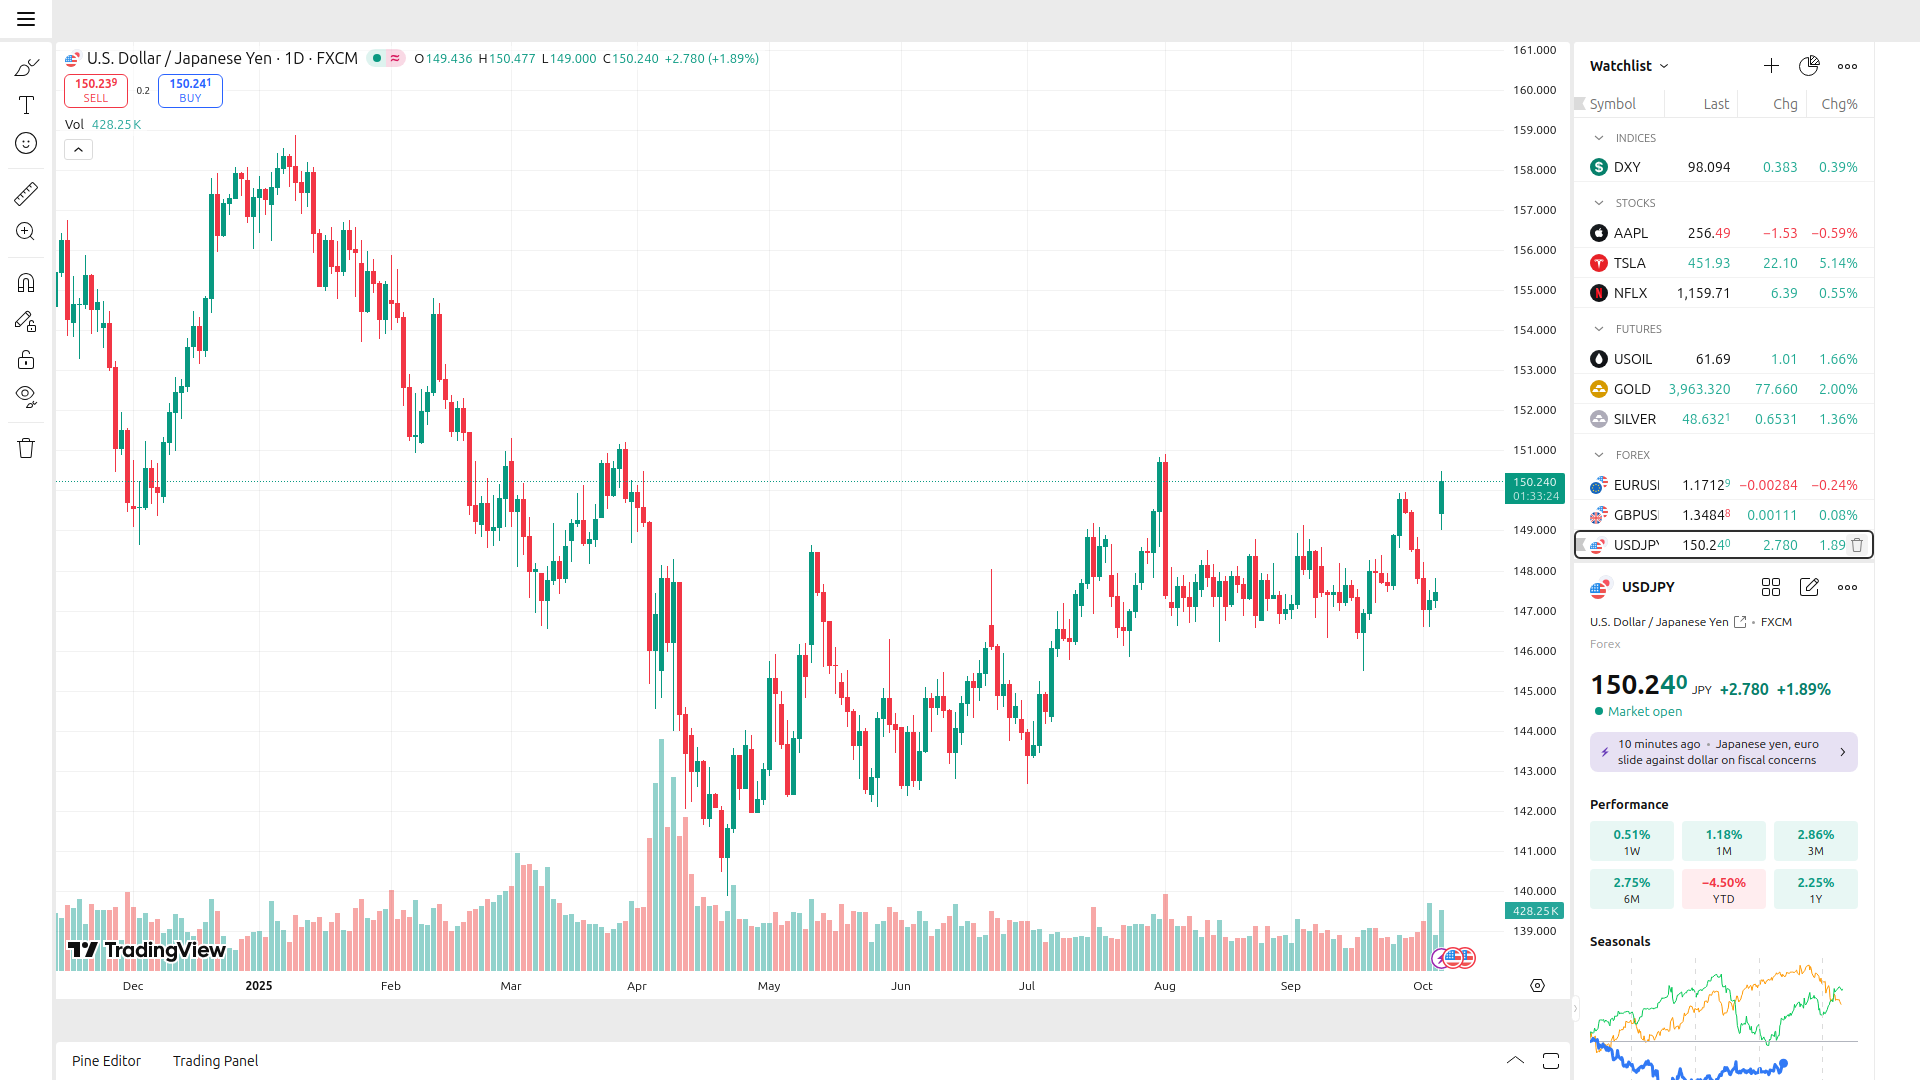 U.S. Dollar / Japanese Yen · 1D · FXCM ≈ O149.436 H150.477 L149.000 C150.240 +2.780 (+1.89%)
150.239 SELL
0.2
150.241 BUY
Vol 428.25 K
161.000
160.000
159.000
158.000
157.000
156.000
155.000
154.000
153.000
152.000
151.000
150.240
01:33:24
149.000
148.000
147.000
146.000
145.000
144.000
143.000
142.000
141.000
140.000
428.25 K
139.000
TradingView
Dec 2025 Feb Mar Apr May Jun Jul Aug Sep Oct
Pine Editor Trading Panel
Watchlist
Symbol Last Chg Chg%
INDICES
DXY 98.094 0.383 0.39%
STOCKS
AAPL 256.49 −1.53 −0.59%
TSLA 451.93 22.10 5.14%
NFLX 1,159.71 6.39 0.55%
FUTURES
USOIL 61.69 1.01 1.66%
GOLD 3,963.320 77.660 2.00%
SILVER 48.6321 0.6531 1.36%
FOREX
EURUSI 1.17129 −0.00284 −0.24%
GBPUS 1.34848 0.00111 0.08%
USDJPY 150.240 2.780 1.89
USDJPY
U.S. Dollar / Japanese Yen • FXCM
Forex
150.240 JPY +2.780 +1.89%
Market open
10 minutes ago • Japanese yen, euro
slide against dollar on fiscal concerns
Performance
0.51% 1W
1.18% 1M
2.86% 3M
2.75% 6M
−4.50% YTD
2.25% 1Y
Seasonals